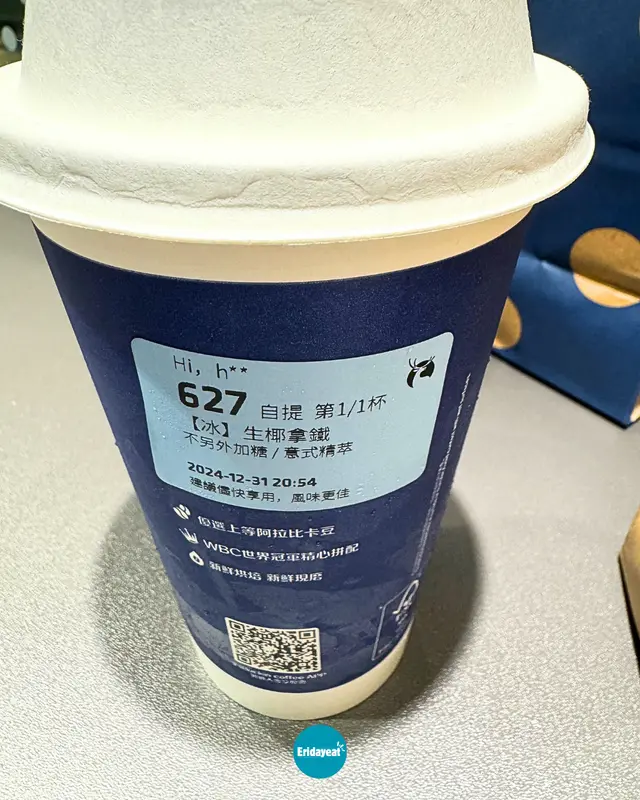 Hi, h**
627 自提 第1/1杯
【冰】生椰拿鐵
不另外加糖 / 意式精萃
2024-12-31 20:54
建議儘快享用，風味更佳
優選上等阿拉比卡豆
WBC世界冠軍精心拼配
新鮮烘焙 新鮮現磨
coffee App
Eridayeat